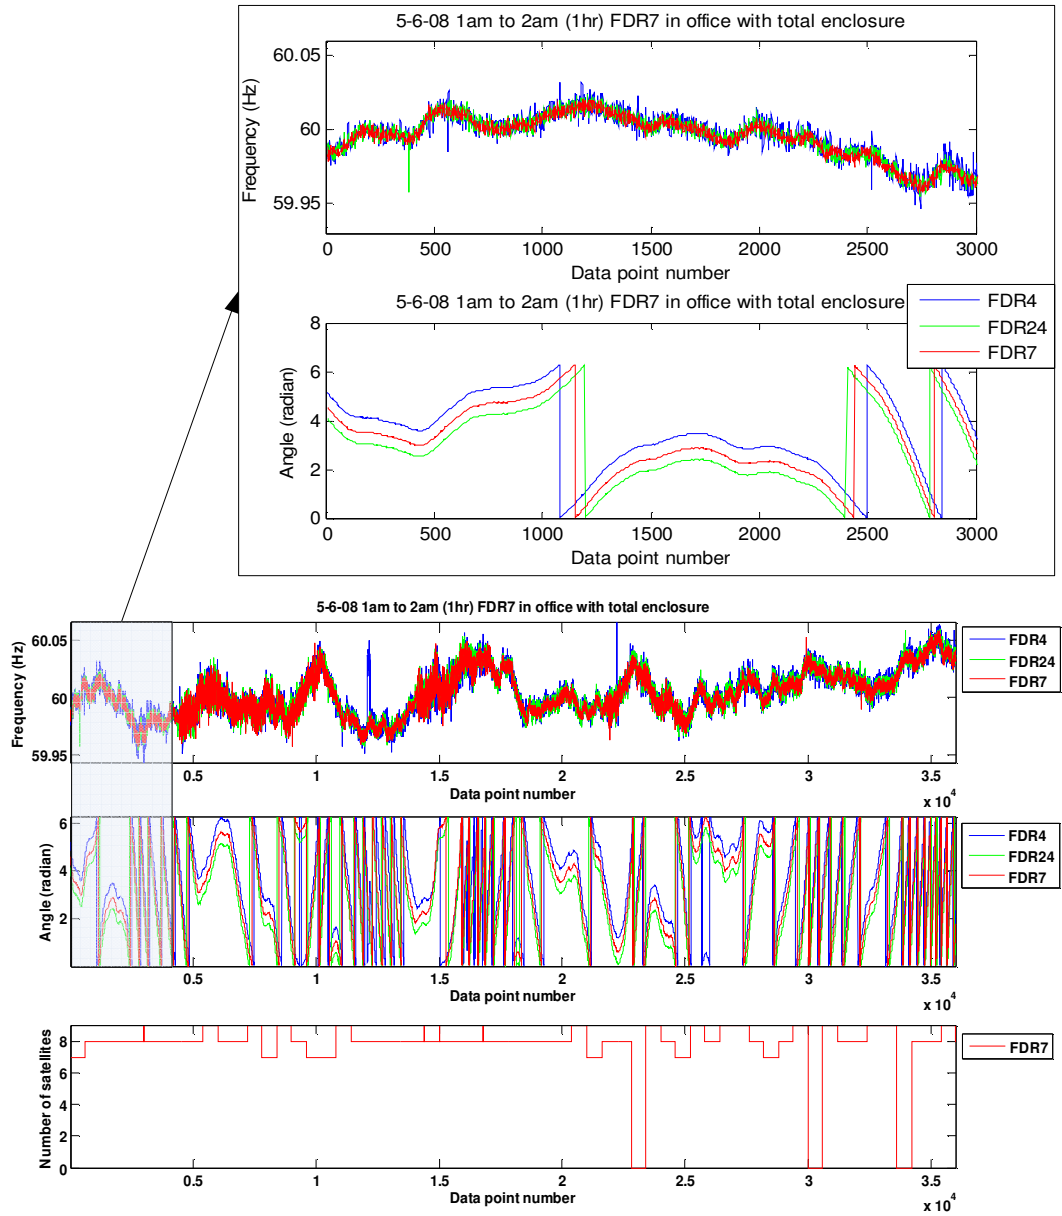 5-6-08 1am to 2am (1hr) FDR7 in office with total enclosure
Frequency (Hz)
60.05
60
59.95
0 500 1000 1500 2000 2500 3000
Data point number
5-6-08 1am to 2am (1hr) FDR7 in office with total enclosure
FDR4
FDR24
FDR7
Angle (radian)
8
6
4
2
0
0 500 1000 1500 2000 2500 3000
Data point number
5-6-08 1am to 2am (1hr) FDR7 in office with total enclosure
Frequency (Hz)
60.05
60
59.95
FDR4
FDR24
FDR7
0.5 1 1.5 2 2.5 3 3.5
Data point number
x 10^4
Angle (radian)
6
4
2
FDR4
FDR24
FDR7
0.5 1 1.5 2 2.5 3 3.5
Data point number
x 10^4
Number of satellites
8
6
4
2
0
FDR7
0.5 1 1.5 2 2.5 3 3.5
Data point number
x 10^4